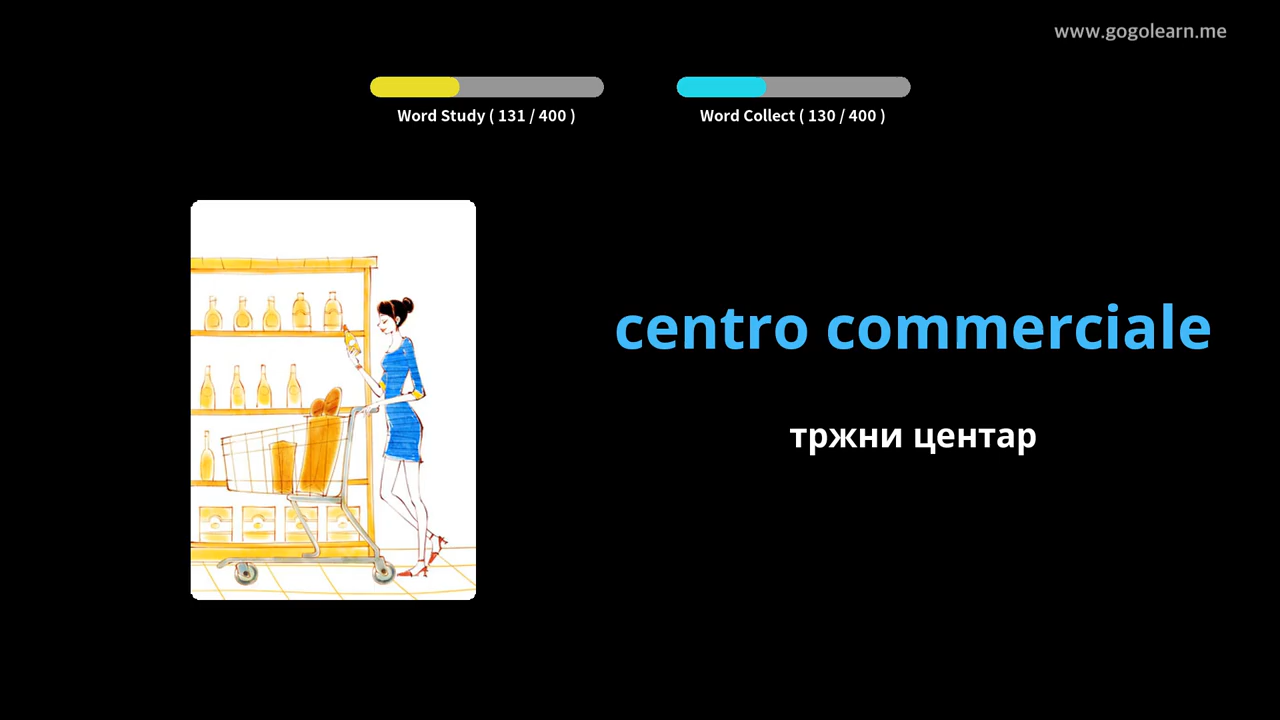 www.gogolearn.me
Word Study ( 131 / 400 )
Word Collect ( 130 / 400 )
centro commerciale
тржни центар